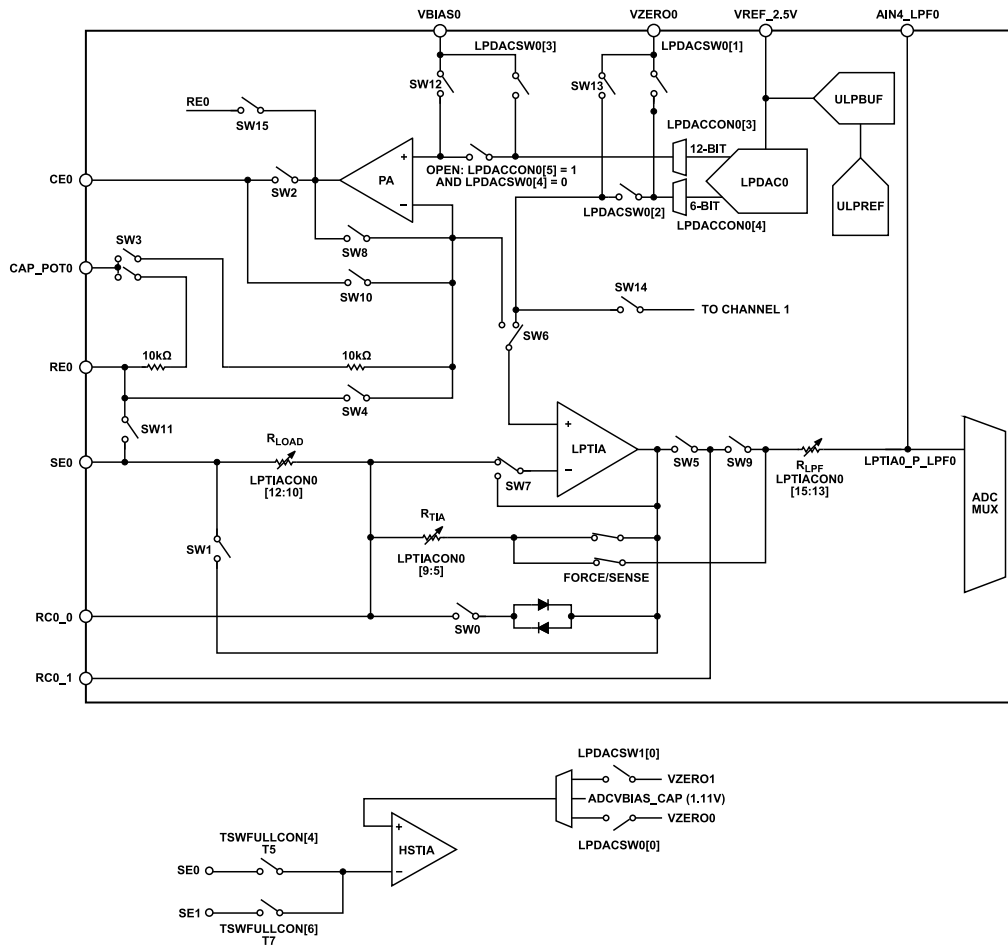 VBIAS0
VZERO0
VREF_2.5V
AIN4_LPF0
LPDACSW0[3]
LPDACSW0[1]
SW12
SW13
RE0
SW15
ULPBUF
LPDACCON0[3]
12-BIT
CE0
SW2
PA
+
–
OPEN: LPDACCON0[5] = 1
AND LPDACSW0[4] = 0
LPDAC0
LPDACSW0[2]
6-BIT
LPDACCON0[4]
ULPREF
SW3
SW8
CAP_POT0
SW10
SW14
TO CHANNEL 1
SW6
10kΩ
10kΩ
RE0
SW4
SW11
RLOAD
LPTIACON0
[12:10]
SE0
+
–
LPTIA
SW5
SW9
SW7
RLPF
LPTIACON0
[15:13]
LPTIA0_P_LPF0
ADC
MUX
RTIA
LPTIACON0
[9:5]
SW1
FORCE/SENSE
RC0_0
SW0
RC0_1
LPDACSW1[0]
VZERO1
ADCVBIAS_CAP (1.11V)
VZERO0
LPDACSW0[0]
+
–
HSTIA
TSWFULLCON[4]
T5
SE0
SE1
TSWFULLCON[6]
T7